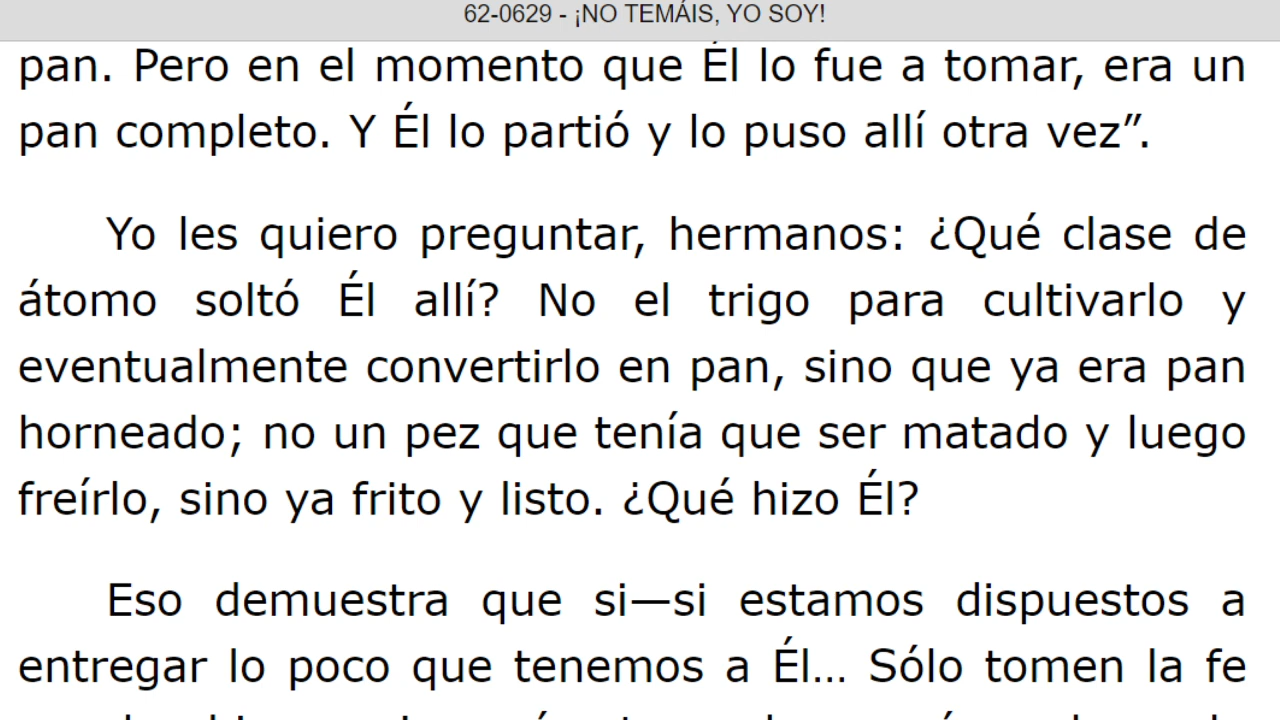 62-0629 - ¡NO TEMÁIS, YO SOY!
pan. Pero en el momento que Él lo fue a tomar, era un
pan completo. Y Él lo partió y lo puso allí otra vez”.
Yo les quiero preguntar, hermanos: ¿Qué clase de
átomo soltó Él allí? No el trigo para cultivarlo y
eventualmente convertirlo en pan, sino que ya era pan
horneado; no un pez que tenía que ser matado y luego
freírlo, sino ya frito y listo. ¿Qué hizo Él?
Eso demuestra que si—si estamos dispuestos a
entregar lo poco que tenemos a Él… Sólo tomen la fe